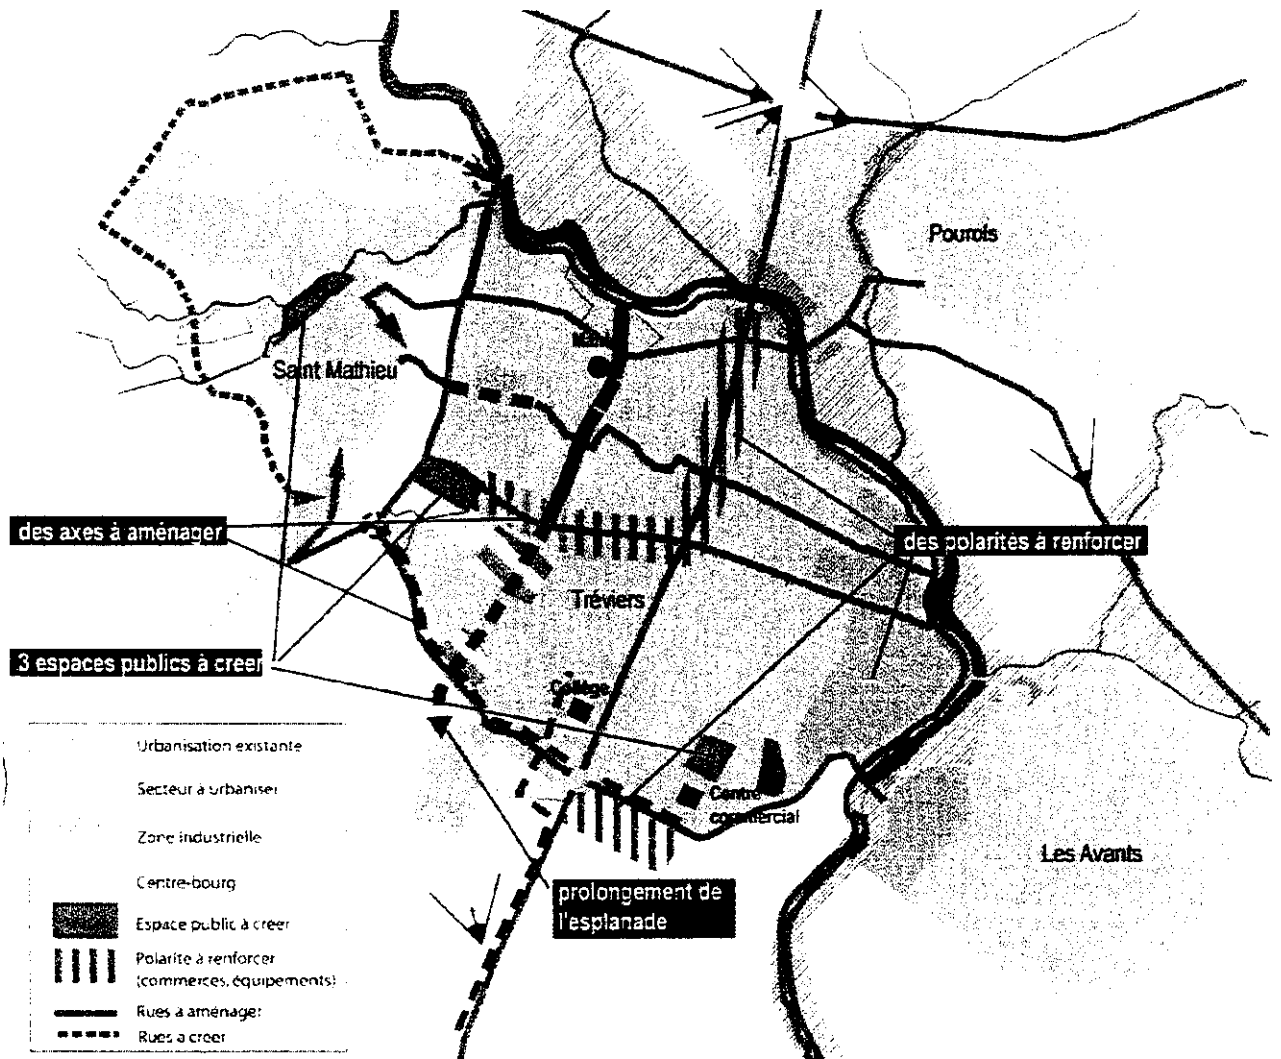 Pourols
Saint Mathieu
des axes à aménager
des polarités à renforcer
Tréviers
3 espaces publics à creer
Collège
Urbanisation existante
Secteur à urbaniser
Zone industrielle
Centre-bourg
Espace public à creer
Polarite à renforcer
(commerces, équipements)
Rues a aménager
Rues a creer
Centre
commercial
Les Avants
prolongement de
l'esplanade